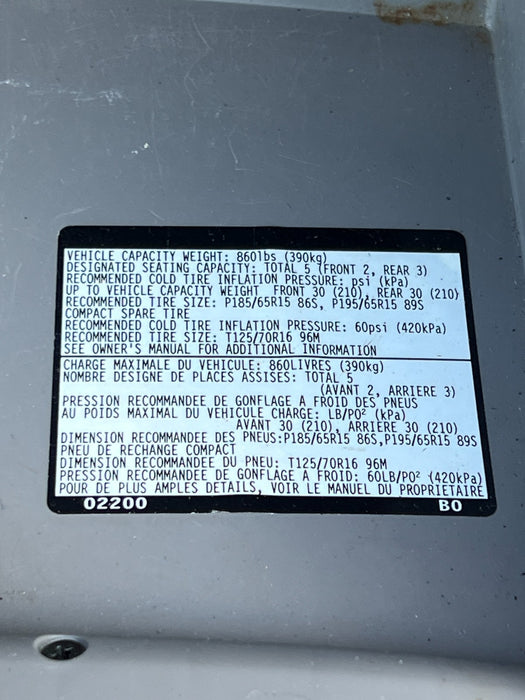 VEHICLE CAPACITY WEIGHT: 860lbs (390kg)
DESIGNATED SEATING CAPACITY: TOTAL 5 (FRONT 2, REAR 3)
RECOMMENDED COLD TIRE INFLATION PRESSURE: psi (kPa)
UP TO VEHICLE CAPACITY WEIGHT FRONT 30 (210), REAR 30 (210)
RECOMMENDED TIRE SIZE: P185/65R15 86S, P195/65R15 89S
COMPACT SPARE TIRE
RECOMMENDED COLD TIRE INFLATION PRESSURE: 60psi (420kPa)
RECOMMENDED TIRE SIZE: T125/70R16 96M
SEE OWNER'S MANUAL FOR ADDITIONAL INFORMATION
CHARGE MAXIMALE DU VEHICULE: 860LIVRES (390kg)
NOMBRE DESIGNE DE PLACES ASSISES: TOTAL 5
(AVANT 2, ARRIERE 3)
PRESSION RECOMMANDEE DE GONFLAGE A FROID DES PNEUS
AU POIDS MAXIMAL DU VEHICULE CHARGE: LB/PO² (kPa)
AVANT 30 (210), ARRIERE 30 (210)
DIMENSION RECOMMANDEE DES PNEUS:P185/65R15 86S,P195/65R15 89S
PNEU DE RECHANGE COMPACT
DIMENSION RECOMMANDEE DU PNEU: T125/70R16 96M
PRESSION RECOMMANDEE DE GONFLAGE A FROID: 60LB/PO² (420kPa)
POUR DE PLUS AMPLES DETAILS, VOIR LE MANUEL DU PROPRIETAIRE
02200 B0